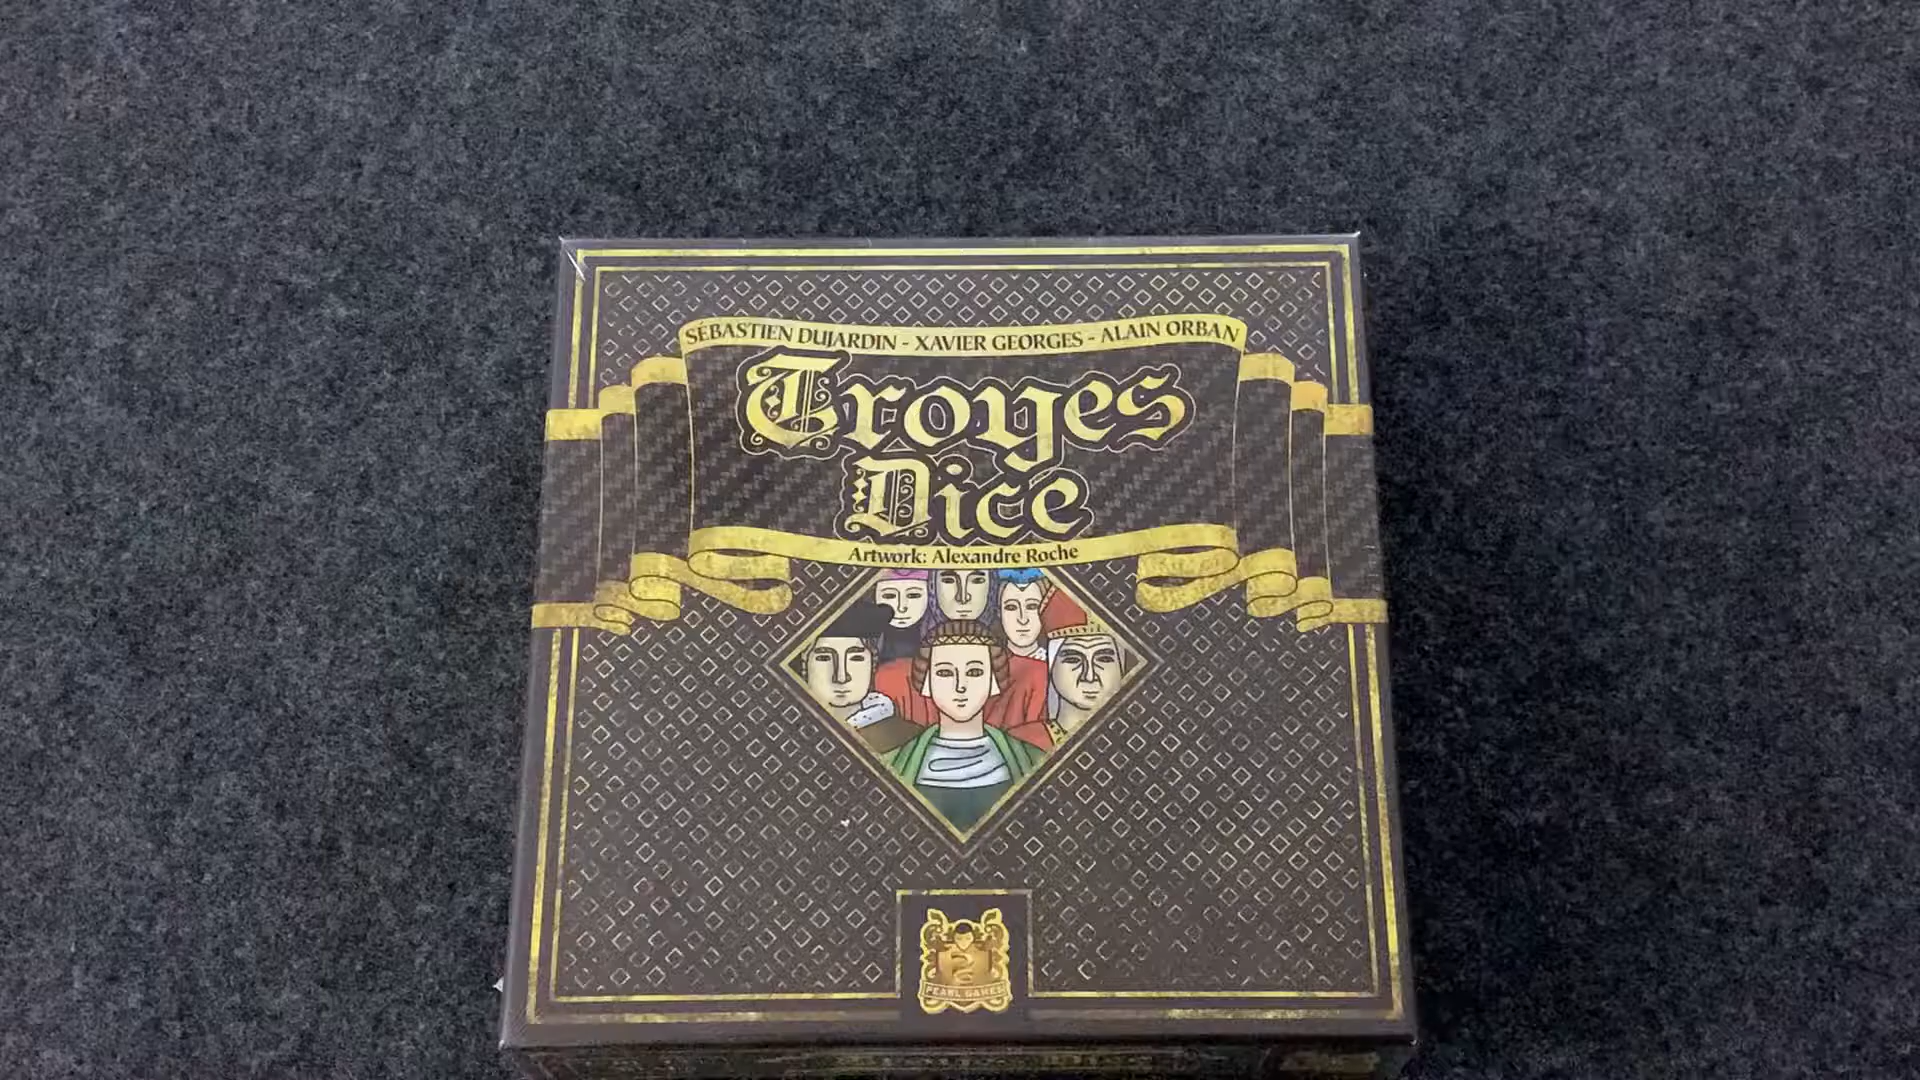 SÉBASTIEN DUJARDIN - XAVIER GEORGES - ALAIN ORBAN
Troyes
Dice
Artwork: Alexandre Roche
PEARL GAMES